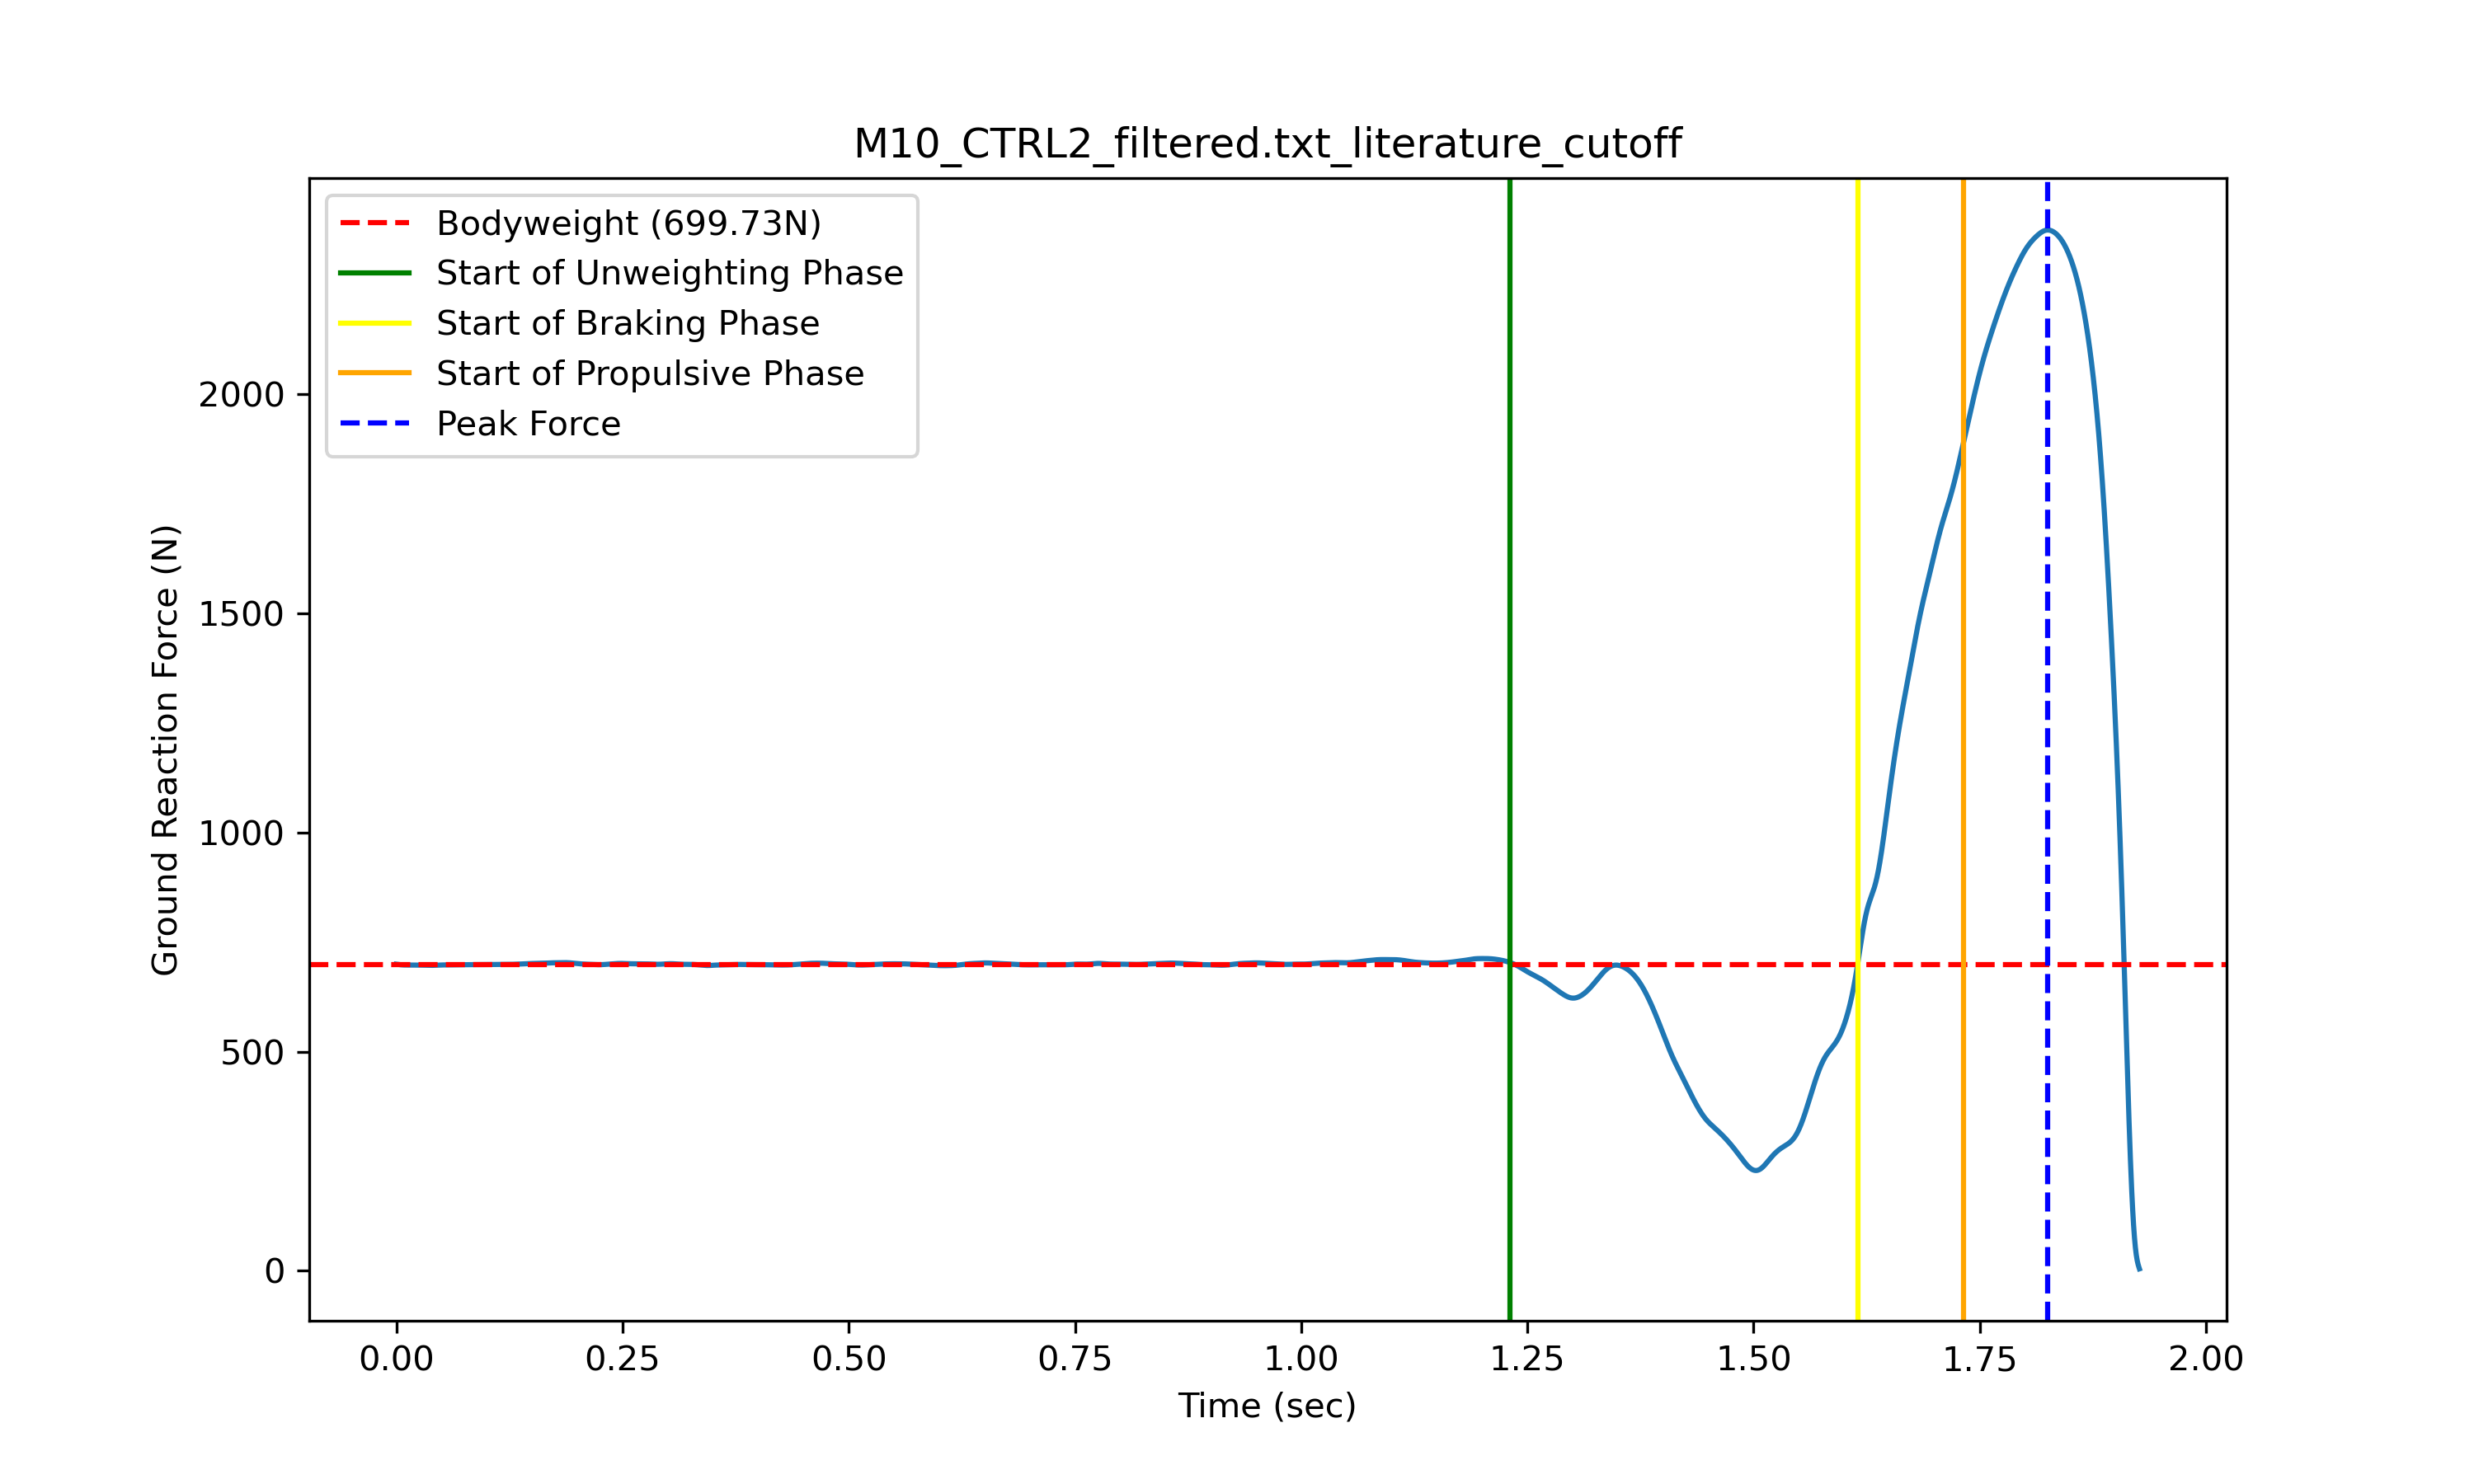 M10_CTRL2_filtered.txt_literature_cutoff
Bodyweight (699.73N)
Start of Unweighting Phase
Start of Braking Phase
Start of Propulsive Phase
Peak Force
Ground Reaction Force (N)
2000
1500
1000
500
0
0.00 0.25 0.50 0.75 1.00 1.25 1.50 1.75 2.00
Time (sec)